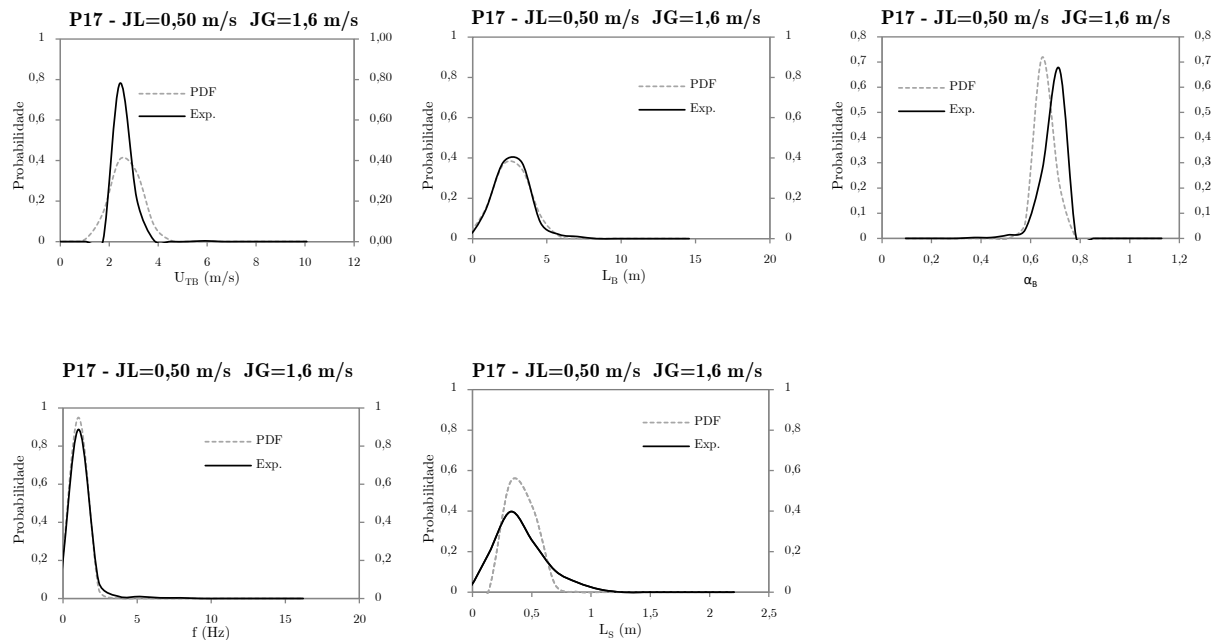 P17 - JL=0,50 m/s JG=1,6 m/s
1 1,00
0,8 0,80
0,6 0,60
0,4 0,40
0,2 0,20
0 0,00
0 2 4 6 8 10 12
Probabilidade
U_TB (m/s)
PDF
Exp.
P17 - JL=0,50 m/s JG=1,6 m/s
1 1
0,8 0,8
0,6 0,6
0,4 0,4
0,2 0,2
0 0
0 5 10 15 20
Probabilidade
L_B (m)
PDF
Exp.
P17 - JL=0,50 m/s JG=1,6 m/s
0,8 0,8
0,7 0,7
0,6 0,6
0,5 0,5
0,4 0,4
0,3 0,3
0,2 0,2
0,1 0,1
0 0
0 0,2 0,4 0,6 0,8 1 1,2
Probabilidade
α_B
PDF
Exp.
P17 - JL=0,50 m/s JG=1,6 m/s
1 1
0,8 0,8
0,6 0,6
0,4 0,4
0,2 0,2
0 0
0 5 10 15 20
Probabilidade
f (Hz)
PDF
Exp.
P17 - JL=0,50 m/s JG=1,6 m/s
1 1
0,8 0,8
0,6 0,6
0,4 0,4
0,2 0,2
0 0
0 0,5 1 1,5 2 2,5
Probabilidade
L_S (m)
PDF
Exp.